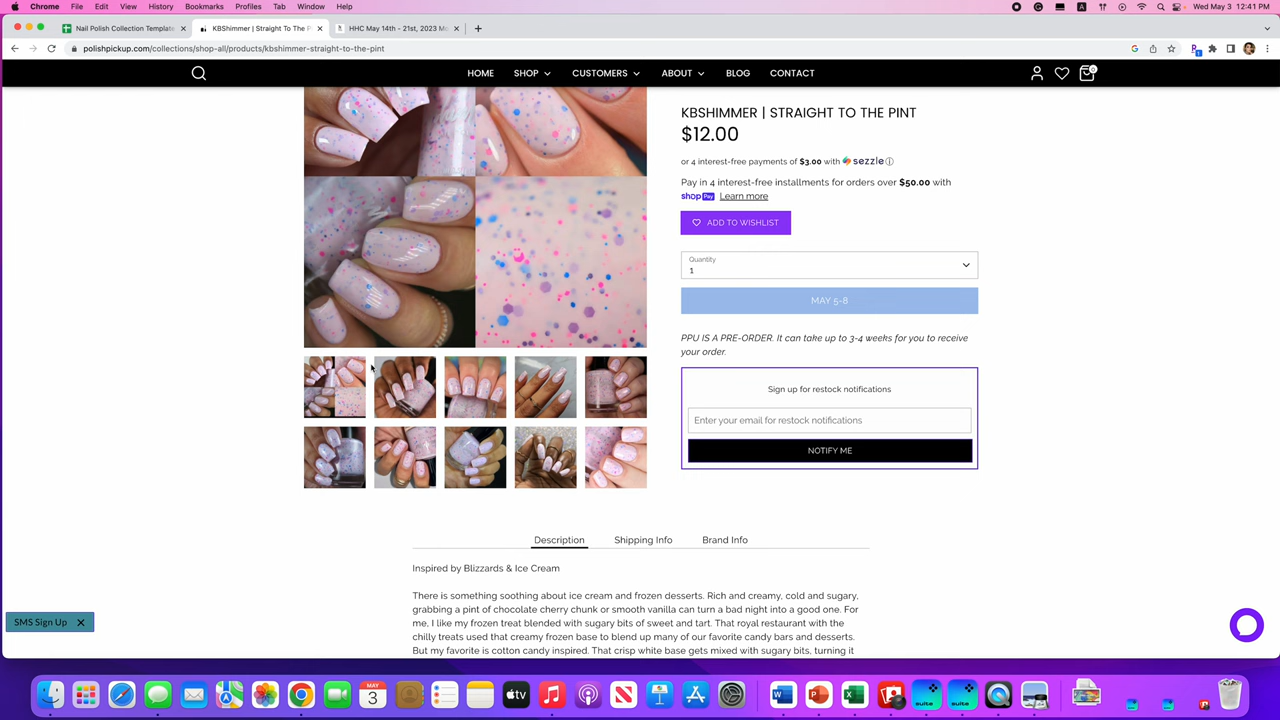 Chrome File Edit View History Bookmarks Profiles Tab Window Help
Wed May 3 12:41 PM
Nail Polish Collection Template
KBShimmer | Straight To The P
HHC May 14th - 21st, 2023
polishpickup.com/collections/shop-all/products/kbshimmer-straight-to-the-pint
HOME SHOP CUSTOMERS ABOUT BLOG CONTACT
0
KBSHIMMER | STRAIGHT TO THE PINT
$12.00
or 4 interest-free payments of $3.00 with sezzle
Pay in 4 interest-free installments for orders over $50.00 with
shop Pay Learn more
ADD TO WISHLIST
Quantity
1
MAY 5-8
PPU IS A PRE-ORDER. It can take up to 3-4 weeks for you to receive
your order.
Sign up for restock notifications
Enter your email for restock notifications
NOTIFY ME
Description Shipping Info Brand Info
Inspired by Blizzards & Ice Cream
There is something soothing about ice cream and frozen desserts. Rich and creamy, cold and sugary,
grabbing a pint of chocolate cherry chunk or smooth vanilla can turn a bad night into a good one. For
me, I like my frozen treat blended with sugary bits of sweet and tart. That royal restaurant with the
chilly treats used that creamy frozen base to blend up many of our favorite candy bars and desserts.
But my favorite is cotton candy inspired. That crisp white base gets mixed with sugary bits, turning it
SMS Sign Up
MAY
3
tv
W
P
X
suite
suite